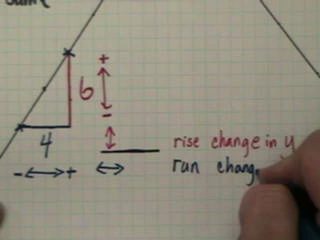 +
6
-
4
rise change in y
- + run chang